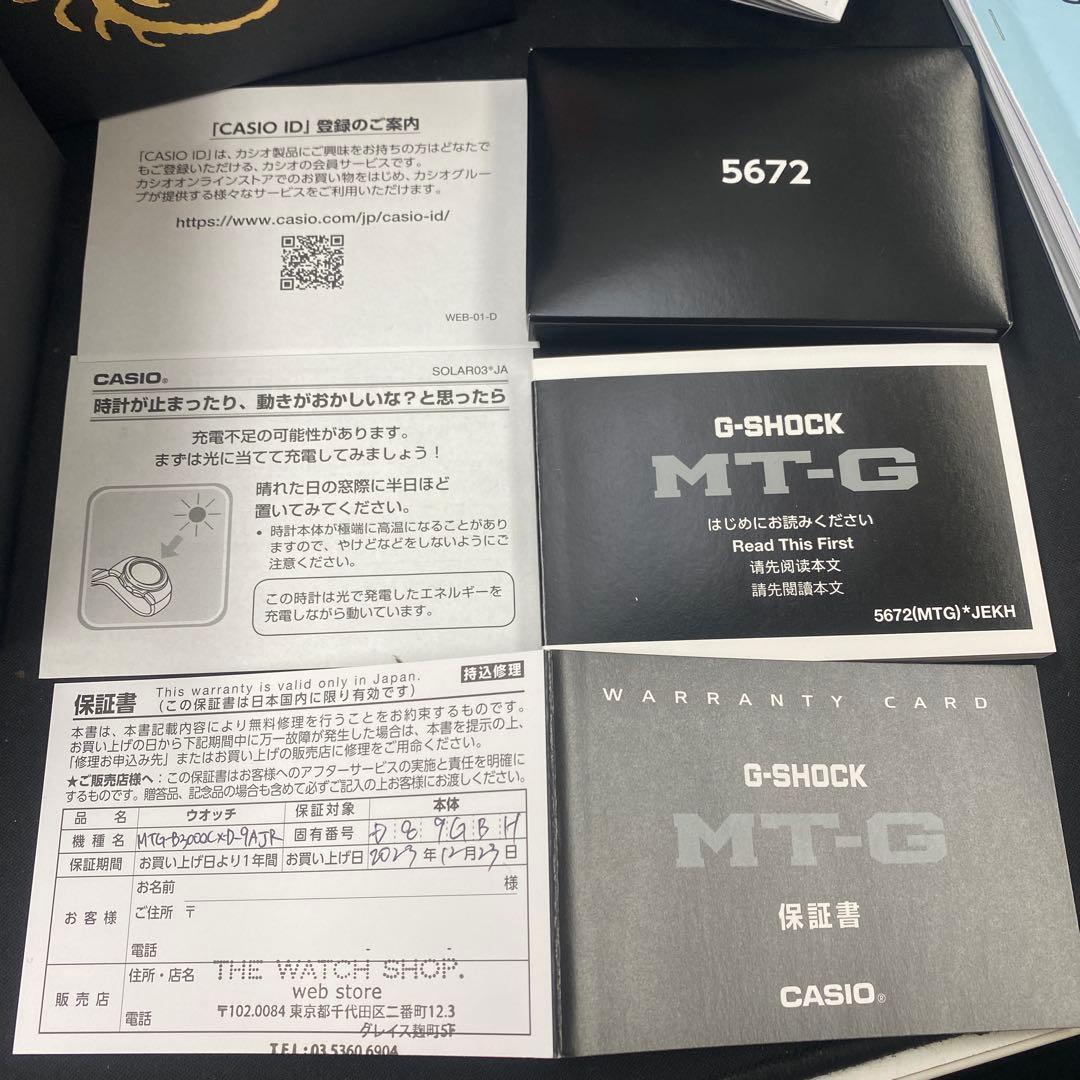 「CASIO ID」登録のご案内
「CASIO ID」は、カシオ製品にご興味をお持ちの方はどなたで
もご登録いただける、カシオの会員サービスです。
カシオオンラインストアでのお買い物をはじめ、カシオグルー
プが提供する様々なサービスをご利用いただけます。
https://www.casio.com/jp/casio-id/
WEB-01-D
5672
CASIO®
SOLAR03*JA
時計が止まったり、動きがおかしいな？と思ったら
充電不足の可能性があります。
まずは光に当てて充電してみましょう！
晴れた日の窓際に半日ほど
置いてみてください。
• 時計本体が極端に高温になることがあり
ますので、やけどなどをしないようにご
注意ください。
この時計は光で発電したエネルギーを
充電しながら動いています。
G-SHOCK
MT-G
はじめにお読みください
Read This First
请先阅读本文
請先閱讀本文
5672(MTG)*JEKH
保証書
This warranty is valid only in Japan.
(この保証書は日本国内に限り有効です)
持込修理
本書は、本書記載内容により無料修理を行うことをお約束するものです。
お買い上げの日から下記期間中に万一故障が発生した場合は、本書を提示の上、
「修理お申込み先」またはお買い上げの販売店に修理をご用命ください。
★ご販売店様へ：この保証書はお客様へのアフターサービスの実施と責任を明確に
するものです。贈答品、記念品の場合も含めて必ずご記入の上お客様にお渡しください。
品名 ウオッチ 保証対象 本体
機種名 MTG-B3000CXD-9AJR 固有番号 D 8 9 G B H
保証期間 お買い上げ日より1年間 お買い上げ日 2023年12月23日
お客様
お名前 様
ご住所 〒
電話 - -
販売店
住所・店名 THE WATCH SHOP.
web store
〒102.0084 東京都千代田区二番町12.3
グレイス麹町5F
電話
TEL:03.5360.6904
WARRANTY CARD
G-SHOCK
MT-G
保証書
CASIO®